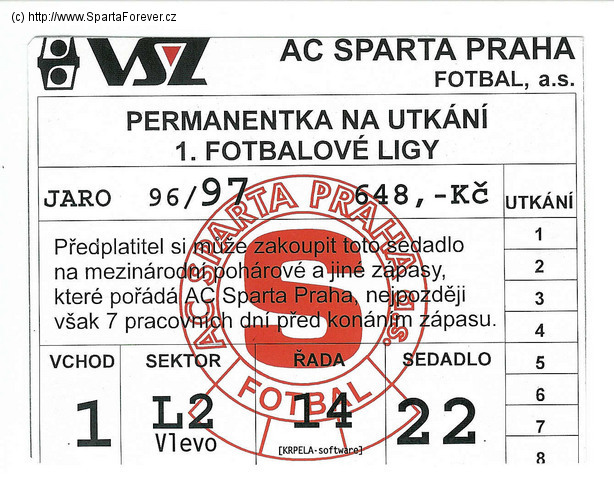 (c) http://www.SpartaForever.cz
VSŽ
AC SPARTA PRAHA
FOTBAL, a.s.
PERMANENTKA NA UTKÁNÍ
1. FOTBALOVÉ LIGY
JARO 96/97 648,-Kč
UTKÁNÍ
Předplatitel si může zakoupit toto sedadlo
na mezinárodní pohárové a jiné zápasy,
které pořádá AC Sparta Praha, nejpozději
však 7 pracovních dní před konáním zápasu.
AC SPARTA PRAHA a.s.
S
FOTBAL
1
2
3
4
5
6
7
8
VCHOD SEKTOR ŘADA SEDADLO
1 L2 14 22
Vlevo
[KRPELA-software]